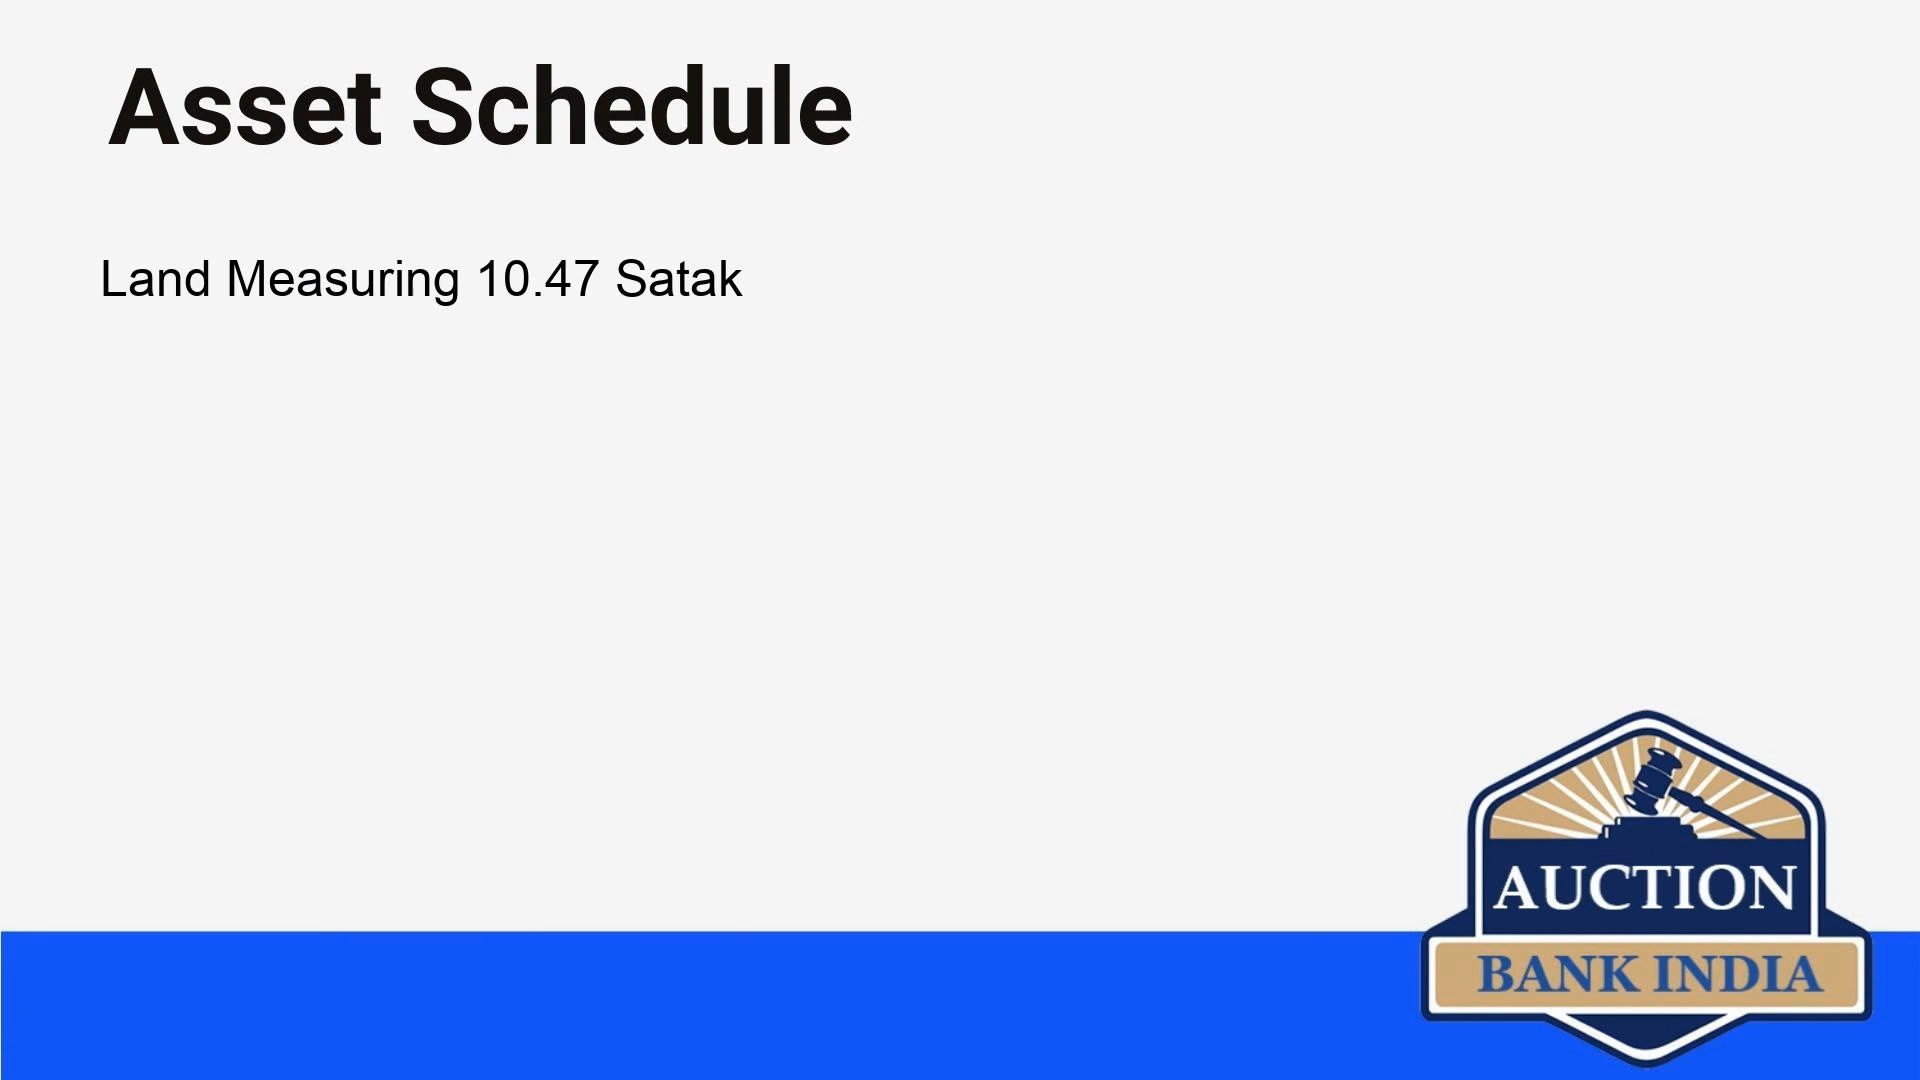 Asset Schedule
Land Measuring 10.47 Satak
AUCTION
BANK INDIA